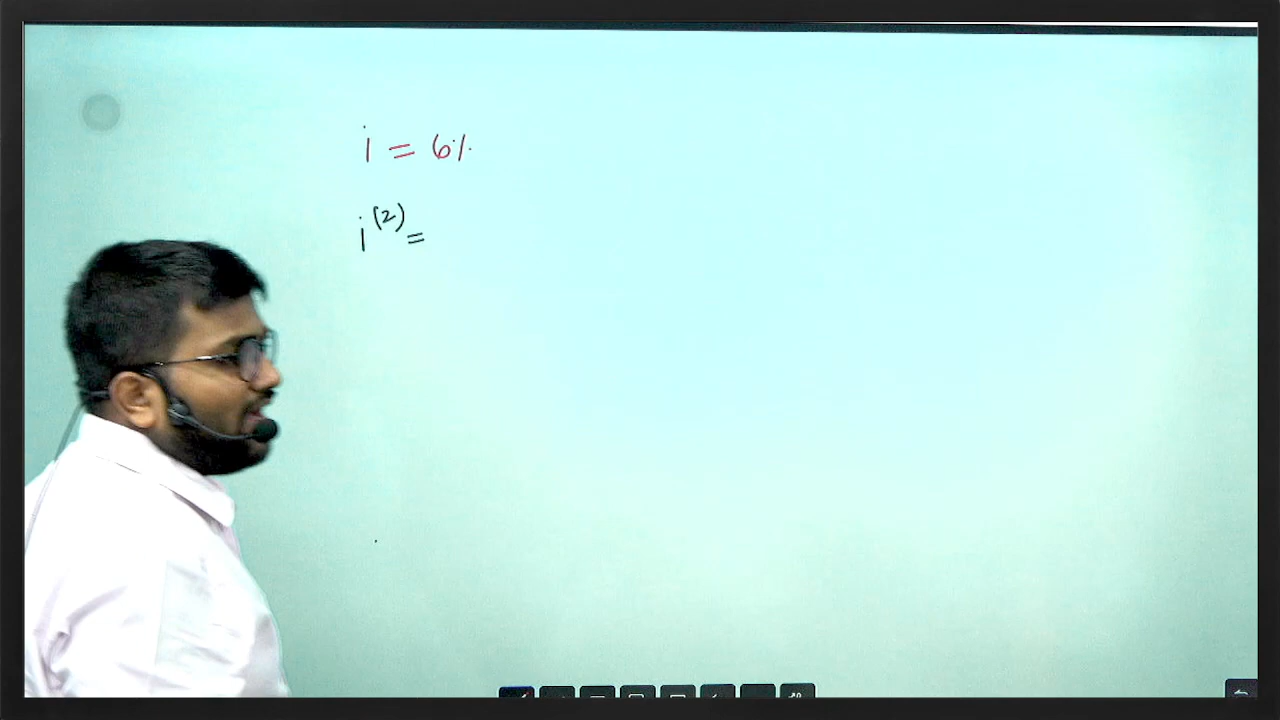 i = 6%
i^(2) =